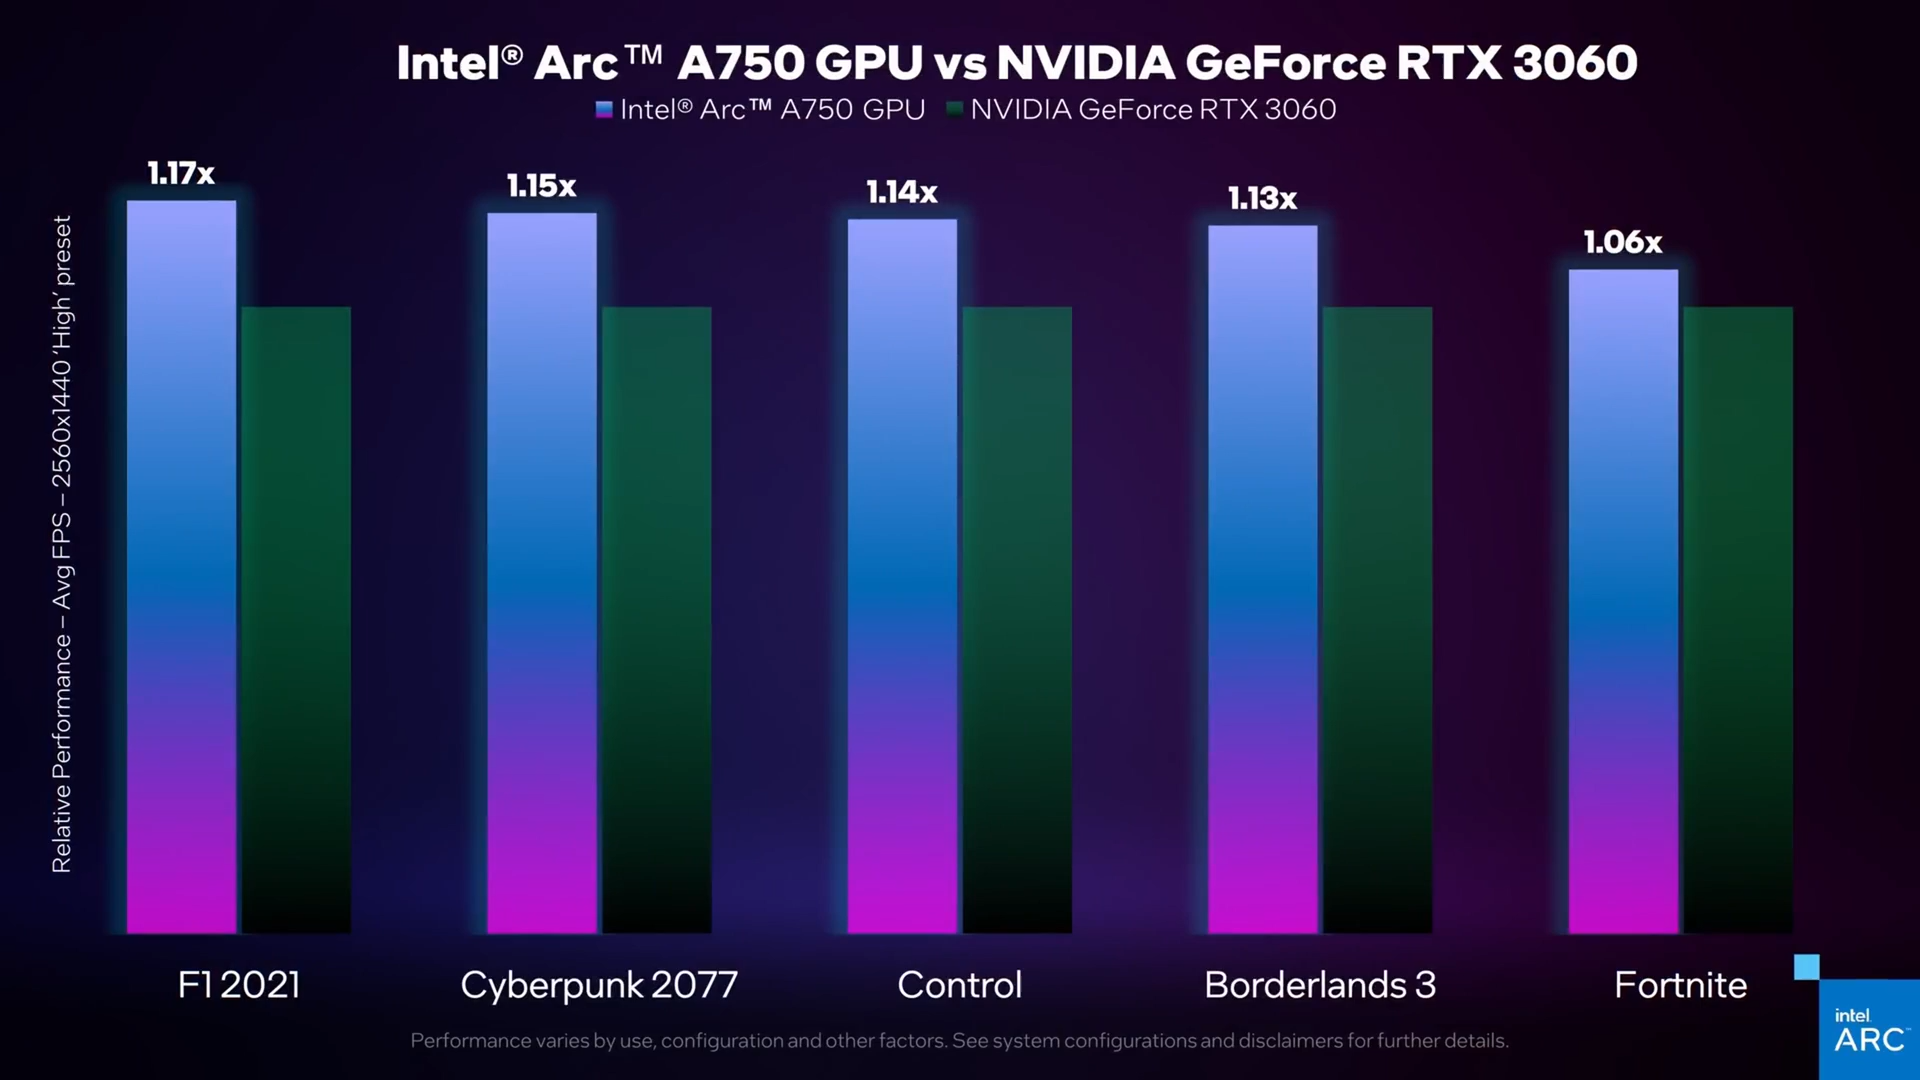 Intel® Arc™ A750 GPU vs NVIDIA GeForce RTX 3060
Intel® Arc™ A750 GPU NVIDIA GeForce RTX 3060
1.17x
1.15x
1.14x
1.13x
1.06x
Relative Performance – Avg FPS – 2560x1440 ‘High’ preset
F1 2021
Cyberpunk 2077
Control
Borderlands 3
Fortnite
Performance varies by use, configuration and other factors. See system configurations and disclaimers for further details.
intel.
ARC™